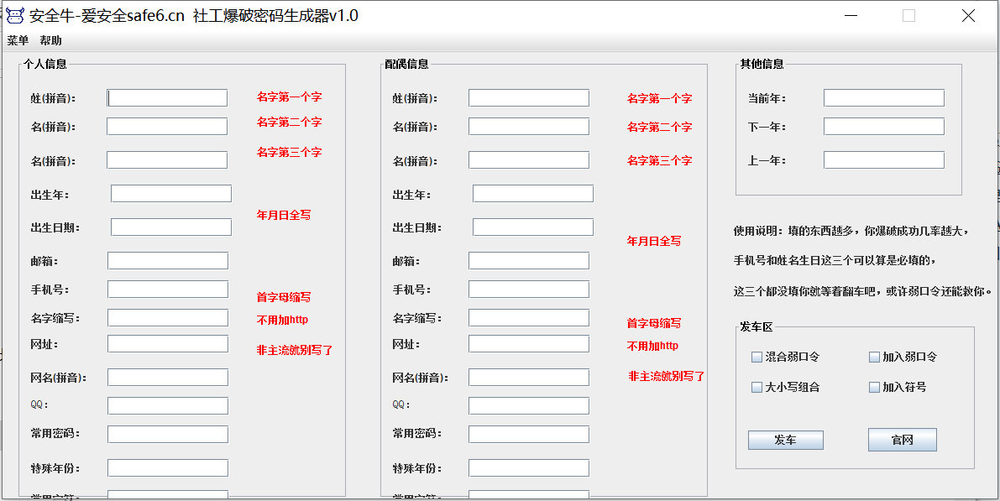 安全牛-爱安全safe6.cn 社工爆破密码生成器v1.0
菜单 帮助
个人信息
姓(拼音)： 名字第一个字
名(拼音)： 名字第二个字
名(拼音)： 名字第三个字
出生年：
年月日全写
出生日期：
邮箱：
手机号：
首字母缩写
名字缩写： 不用加http
网址： 非主流就别写了
网名(拼音)：
QQ：
常用密码：
特殊年份：
配偶信息
姓(拼音)： 名字第一个字
名(拼音)： 名字第二个字
名(拼音)： 名字第三个字
出生年：
出生日期： 年月日全写
邮箱：
手机号：
名字缩写： 首字母缩写
网址： 不用加http
网名(拼音)： 非主流就别写了
QQ：
常用密码：
特殊年份：
其他信息
当前年：
下一年：
上一年：
使用说明：填的东西越多，你爆破成功几率越大，
手机号和姓名生日这三个可以算是必填的，
这三个都没填你就等着翻车吧，或许弱口令还能救你。
发车区
混合弱口令 加入弱口令
大小写组合 加入符号
发车 官网